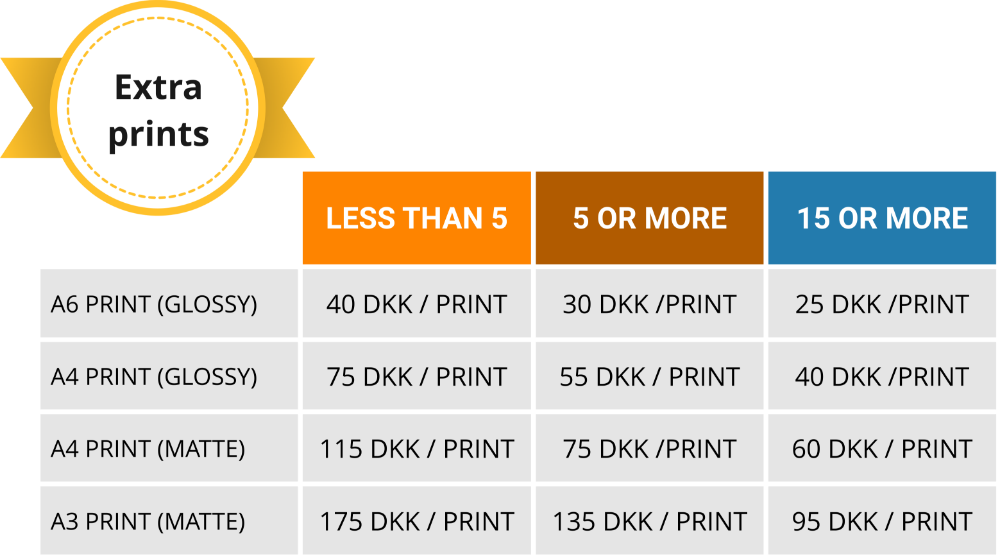 Extra
prints
LESS THAN 5 5 OR MORE 15 OR MORE
A6 PRINT (GLOSSY) 40 DKK / PRINT 30 DKK /PRINT 25 DKK /PRINT
A4 PRINT (GLOSSY) 75 DKK / PRINT 55 DKK / PRINT 40 DKK /PRINT
A4 PRINT (MATTE) 115 DKK / PRINT 75 DKK /PRINT 60 DKK / PRINT
A3 PRINT (MATTE) 175 DKK / PRINT 135 DKK / PRINT 95 DKK / PRINT